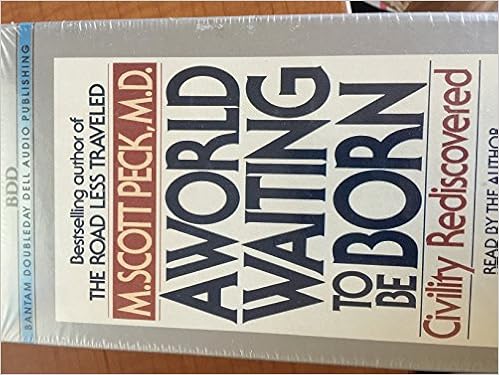 BDD
BANTAM DOUBLEDAY DELL AUDIO PUBLISHING
Bestselling author of
THE ROAD LESS TRAVELED
M. SCOTT PECK, M.D.
A WORLD
WAITING
TO BE BORN
Civility Rediscovered
READ BY THE AUTHOR